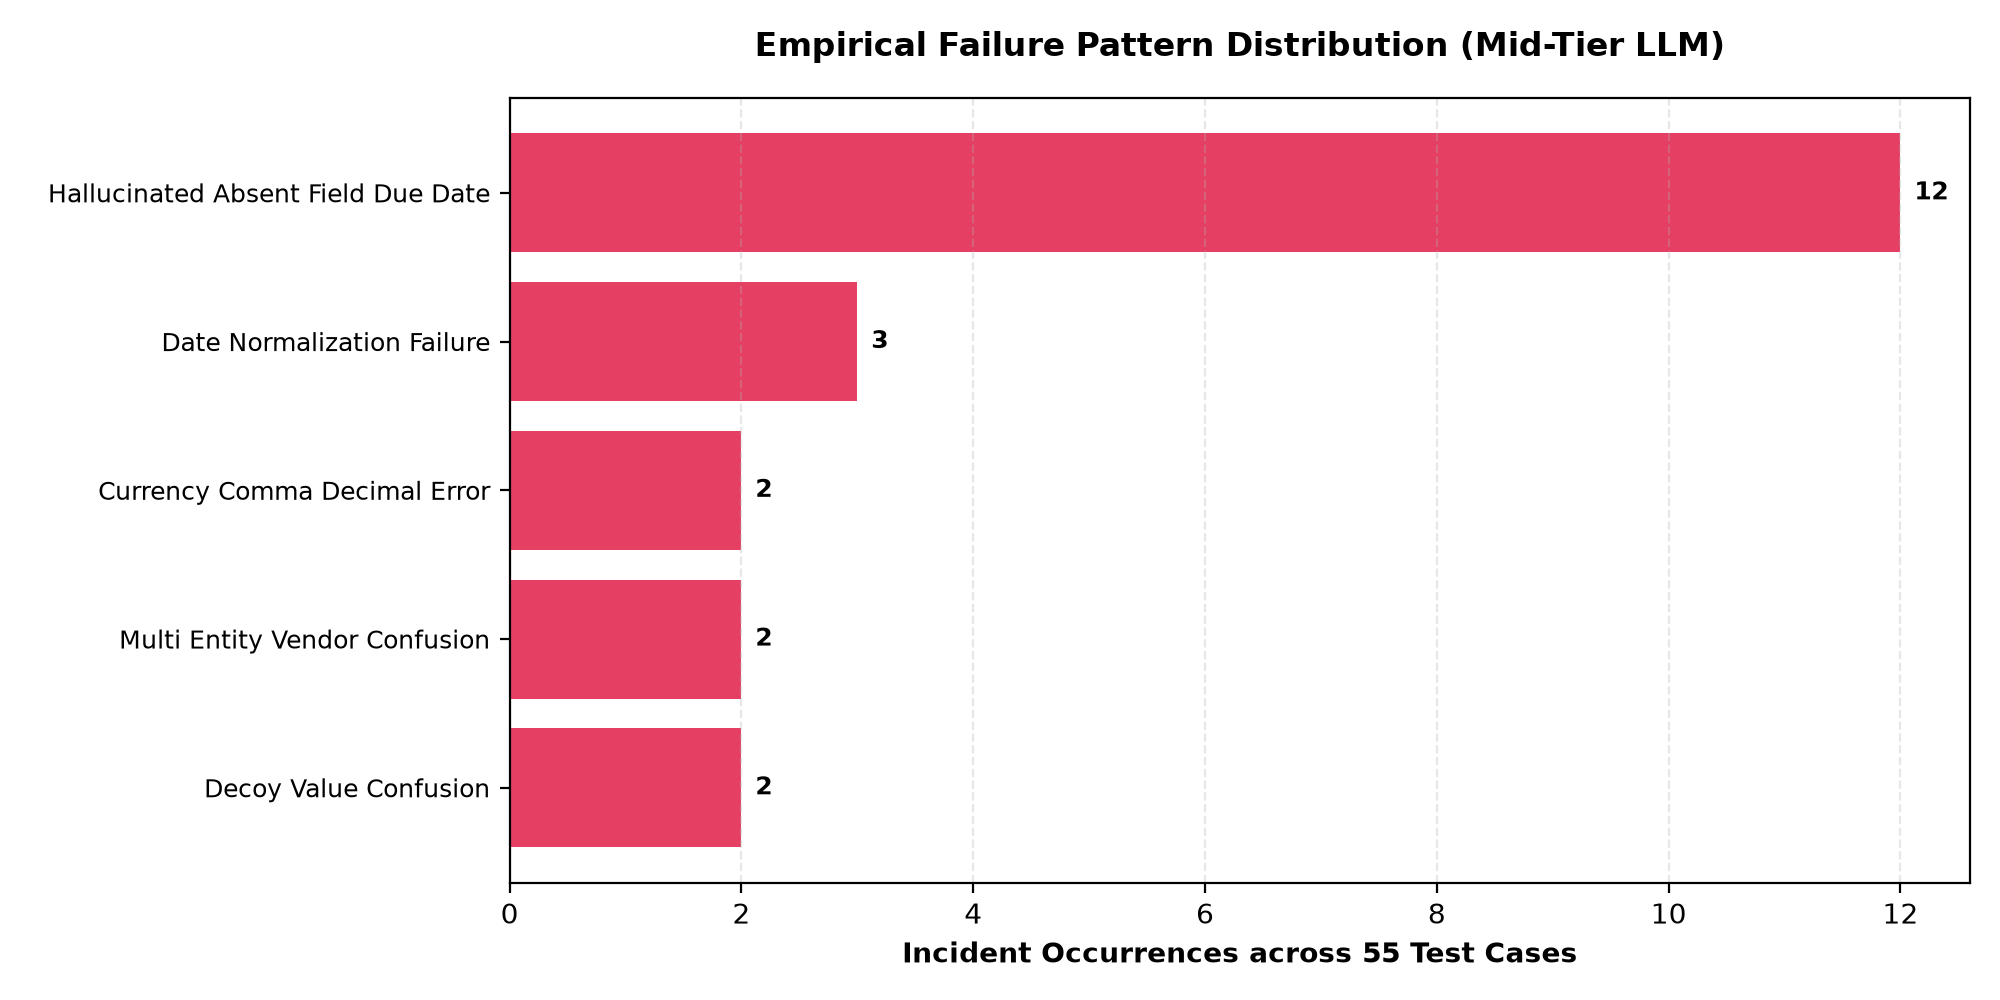 Empirical Failure Pattern Distribution (Mid-Tier LLM)
Hallucinated Absent Field Due Date
12
Date Normalization Failure
3
Currency Comma Decimal Error
2
Multi Entity Vendor Confusion
2
Decoy Value Confusion
2
0 2 4 6 8 10 12
Incident Occurrences across 55 Test Cases